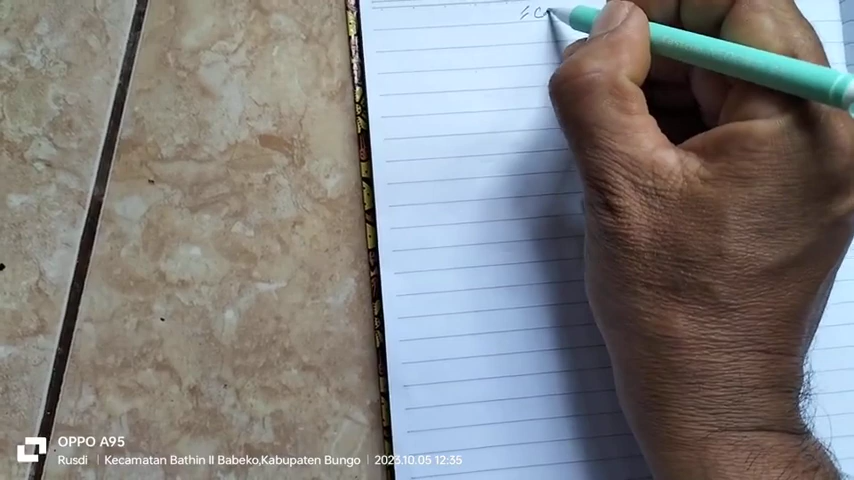 OPPO A95
Rusdi | Kecamatan Bathin II Babeko,Kabupaten Bungo | 2023.10.05 12:35